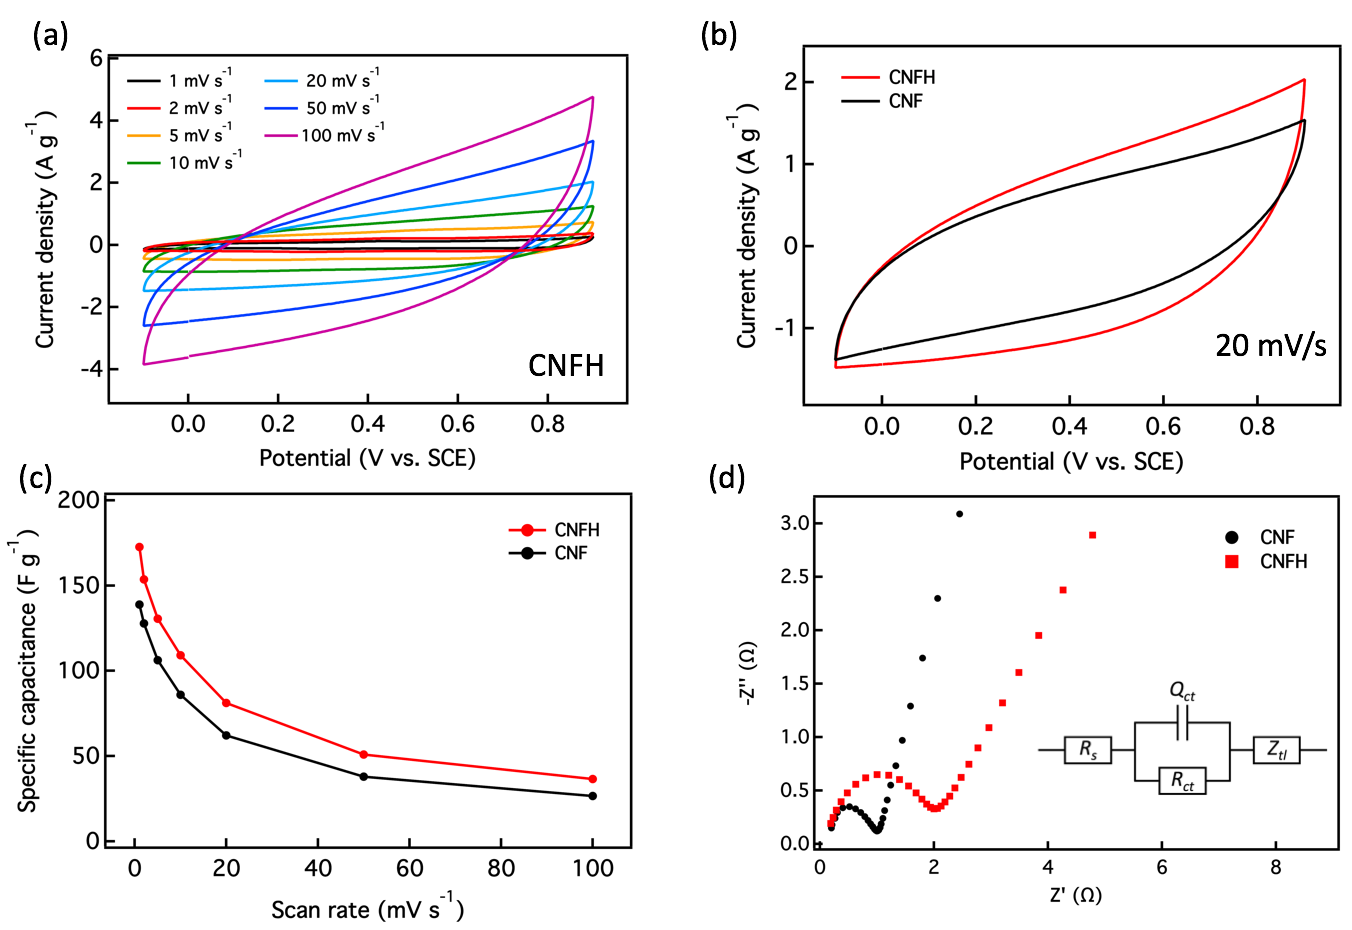 (a)
6
4
2
0
-2
-4
Current density (A g⁻¹)
1 mV s⁻¹
2 mV s⁻¹
5 mV s⁻¹
10 mV s⁻¹
20 mV s⁻¹
50 mV s⁻¹
100 mV s⁻¹
CNFH
0.0 0.2 0.4 0.6 0.8
Potential (V vs. SCE)
(b)
2
1
0
-1
Current density (A g⁻¹)
CNFH
CNF
20 mV/s
0.0 0.2 0.4 0.6 0.8
Potential (V vs. SCE)
(c)
200
150
100
50
0
Specific capacitance (F g⁻¹)
CNFH
CNF
0 20 40 60 80 100
Scan rate (mV s⁻¹)
(d)
3.0
2.5
2.0
1.5
1.0
0.5
0.0
-Z'' (Ω)
CNF
CNFH
Qct
Rs
Rct
Ztl
0 2 4 6 8
Z' (Ω)